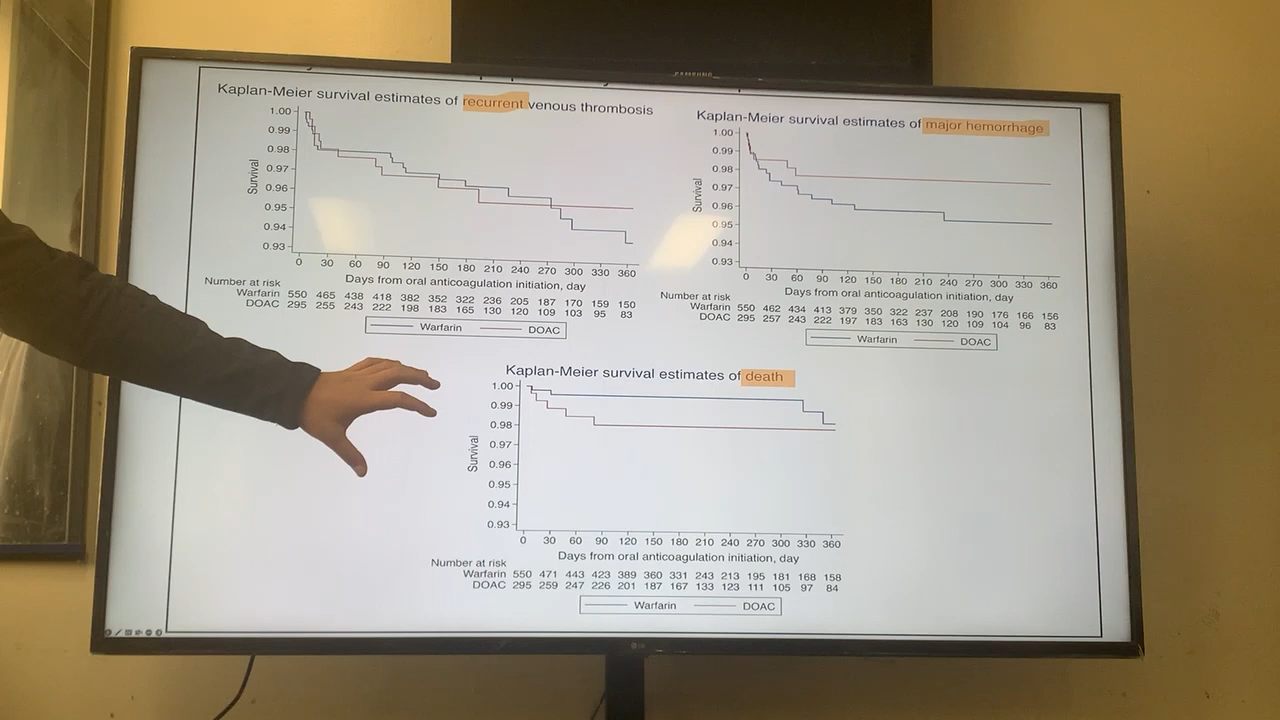 SAMSUNG
Kaplan-Meier survival estimates of recurrent venous thrombosis
1.00
0.99
0.98
0.97
0.96
0.95
0.94
0.93
Survival
0 30 60 90 120 150 180 210 240 270 300 330 360
Days from oral anticoagulation initiation, day
Number at risk
Warfarin 550 465 438 418 382 352 322 236 205 187 170 159 150
DOAC 295 255 243 222 198 183 165 130 120 109 103 95 83
Warfarin DOAC
Kaplan-Meier survival estimates of major hemorrhage
1.00
0.99
0.98
0.97
0.96
0.95
0.94
0.93
Survival
0 30 60 90 120 150 180 210 240 270 300 330 360
Days from oral anticoagulation initiation, day
Number at risk
Warfarin 550 462 434 413 379 350 322 237 208 190 176 166 156
DOAC 295 257 243 222 197 183 163 130 120 109 104 96 83
Warfarin DOAC
Kaplan-Meier survival estimates of death
1.00
0.99
0.98
0.97
0.96
0.95
0.94
0.93
Survival
0 30 60 90 120 150 180 210 240 270 300 330 360
Days from oral anticoagulation initiation, day
Number at risk
Warfarin 550 471 443 423 389 360 331 243 213 195 181 168 158
DOAC 295 259 247 226 201 187 167 133 123 111 105 97 84
Warfarin DOAC
LG